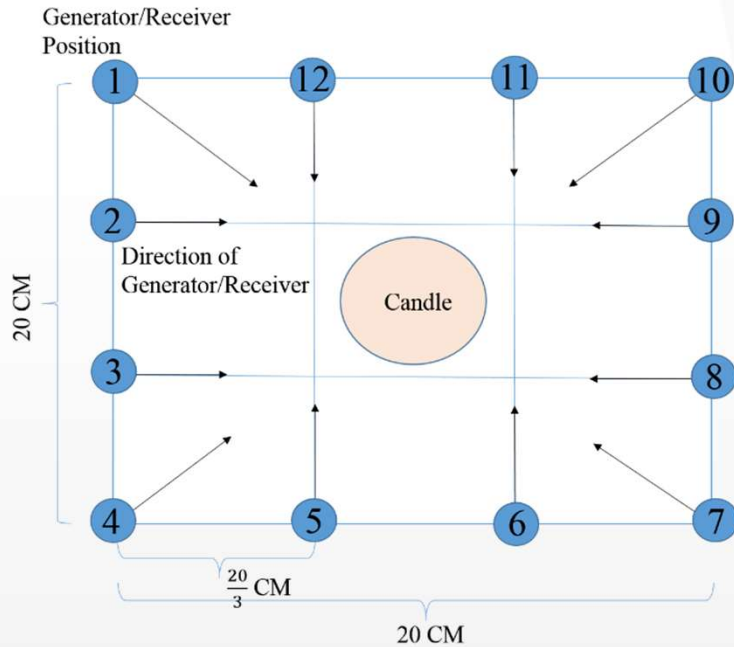 Generator/Receiver
Position
1
12
11
10
2
9
Direction of
Generator/Receiver
Candle
20 CM
3
8
4
5
6
7
20/3 CM
20 CM